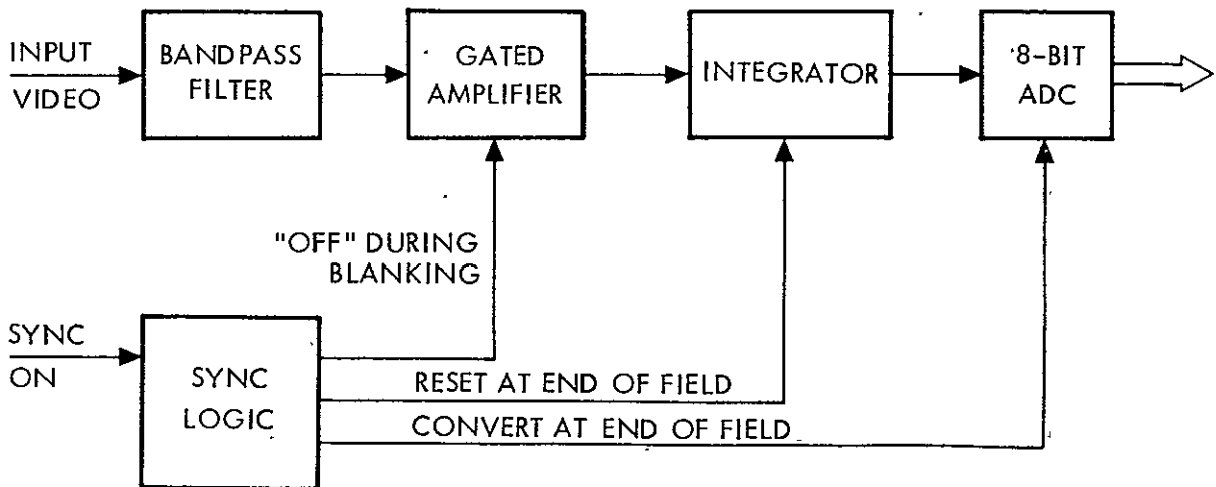 INPUT
VIDEO
BANDPASS
FILTER
GATED
AMPLIFIER
INTEGRATOR
8-BIT
ADC
"OFF" DURING
BLANKING
SYNC
ON
SYNC
LOGIC
RESET AT END OF FIELD
CONVERT AT END OF FIELD